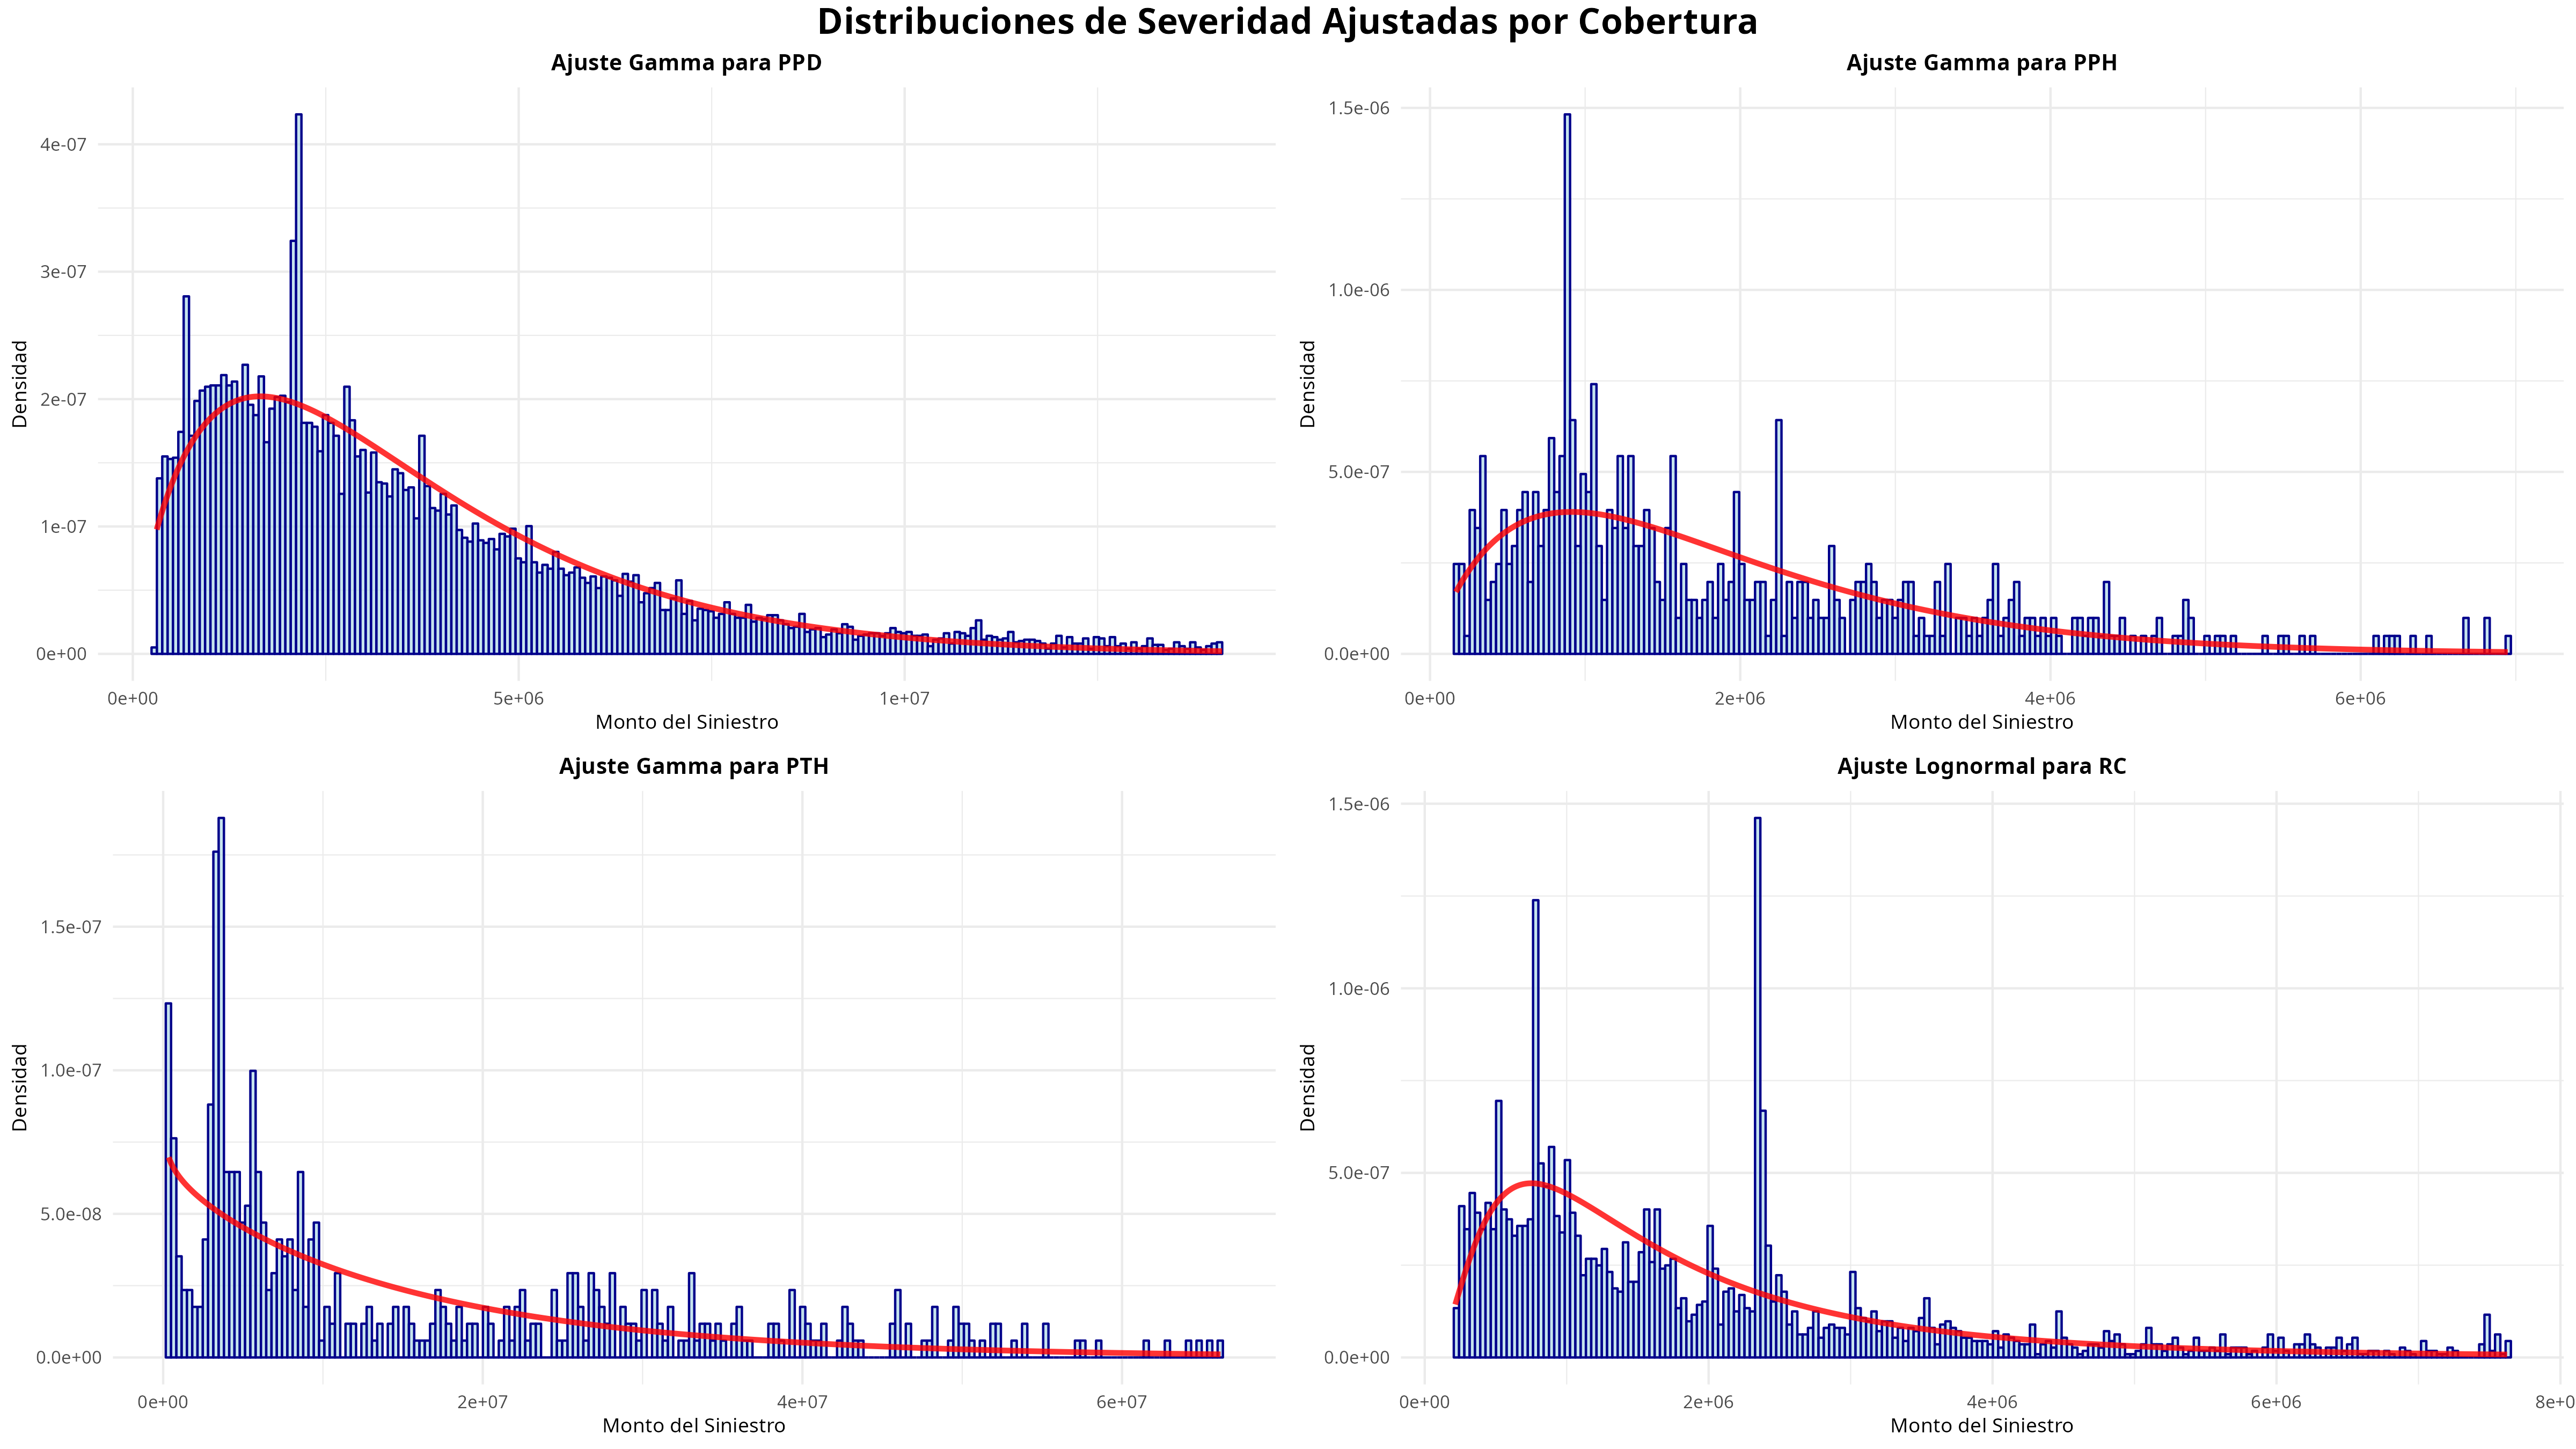 Distribuciones de Severidad Ajustadas por Cobertura
Ajuste Gamma para PPD
4e-07
3e-07
2e-07
1e-07
0e+00
Densidad
0e+00 5e+06 1e+07
Monto del Siniestro
Ajuste Gamma para PPH
1.5e-06
1.0e-06
5.0e-07
0.0e+00
Densidad
0e+00 2e+06 4e+06 6e+06
Monto del Siniestro
Ajuste Gamma para PTH
1.5e-07
1.0e-07
5.0e-08
0.0e+00
Densidad
0e+00 2e+07 4e+07 6e+07
Monto del Siniestro
Ajuste Lognormal para RC
1.5e-06
1.0e-06
5.0e-07
0.0e+00
Densidad
0e+00 2e+06 4e+06 6e+06 8e+0
Monto del Siniestro